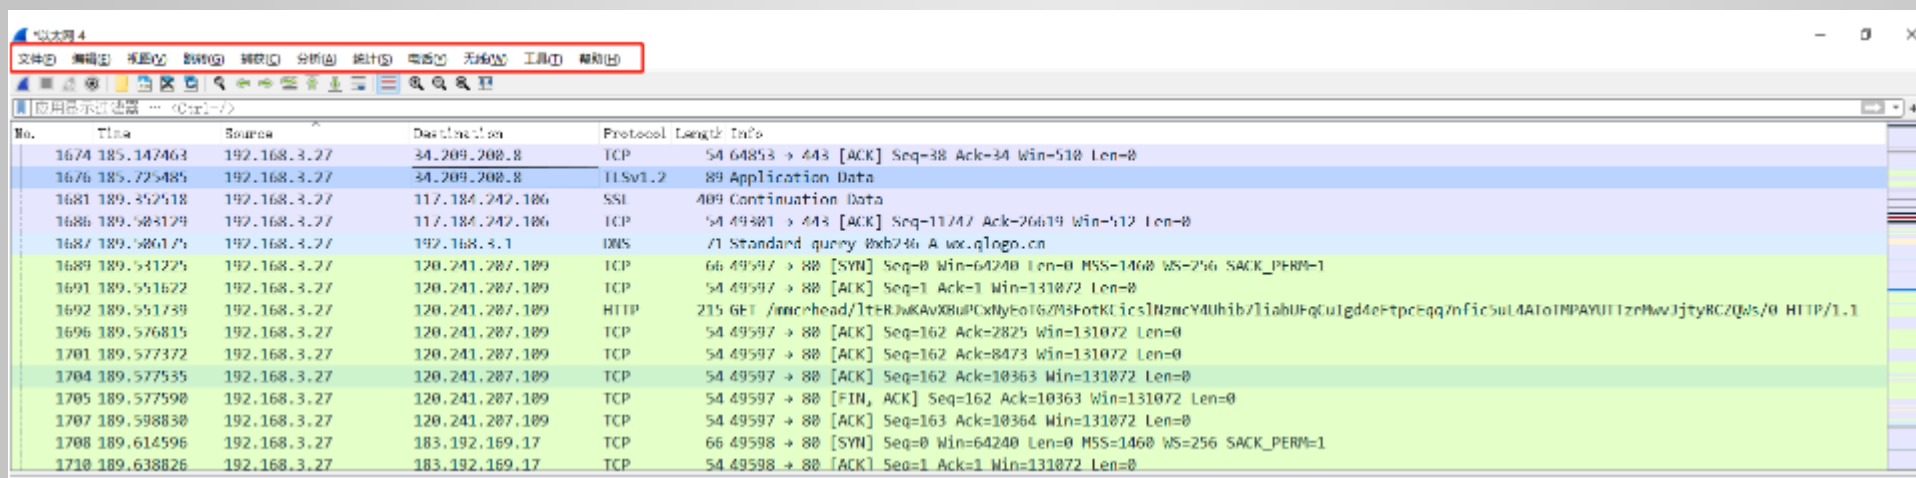 *以太网 4
文件(F) 编辑(E) 视图(V) 跳转(G) 捕获(C) 分析(A) 统计(S) 电话(Y) 无线(W) 工具(T) 帮助(H)
应用显示过滤器 … <Ctrl-/>
No. Time Source Destination Protocol Length Info
1674 185.147463 192.168.3.27 34.209.200.8 TCP 54 64853 → 443 [ACK] Seq=38 Ack=34 Win=510 Len=0
1676 185.725485 192.168.3.27 34.209.200.8 TLSv1.2 89 Application Data
1681 189.352518 192.168.3.27 117.184.242.106 SSL 409 Continuation Data
1686 189.503129 192.168.3.27 117.184.242.106 TCP 54 49301 → 443 [ACK] Seq=11747 Ack=26619 Win=512 Len=0
1687 189.506175 192.168.3.27 192.168.3.1 DNS 71 Standard query 0xb236 A wx.qlogo.cn
1689 189.531225 192.168.3.27 120.241.207.109 TCP 66 49597 → 80 [SYN] Seq=0 Win=64240 Len=0 MSS=1460 WS=256 SACK_PERM=1
1691 189.551622 192.168.3.27 120.241.207.109 TCP 54 49597 → 80 [ACK] Seq=1 Ack=1 Win=131072 Len=0
1692 189.551739 192.168.3.27 120.241.207.109 HTTP 215 GET HTTP/1.1
1696 189.576815 192.168.3.27 120.241.207.109 TCP 54 49597 → 80 [ACK] Seq=162 Ack=2825 Win=131072 Len=0
1701 189.577372 192.168.3.27 120.241.207.109 TCP 54 49597 → 80 [ACK] Seq=162 Ack=8473 Win=131072 Len=0
1704 189.577535 192.168.3.27 120.241.207.109 TCP 54 49597 → 80 [ACK] Seq=162 Ack=10363 Win=131072 Len=0
1705 189.577590 192.168.3.27 120.241.207.109 TCP 54 49597 → 80 [FIN, ACK] Seq=162 Ack=10363 Win=131072 Len=0
1707 189.598830 192.168.3.27 120.241.207.109 TCP 54 49597 → 80 [ACK] Seq=163 Ack=10364 Win=131072 Len=0
1708 189.614596 192.168.3.27 183.192.169.17 TCP 66 49598 → 80 [SYN] Seq=0 Win=64240 Len=0 MSS=1460 WS=256 SACK_PERM=1
1710 189.638826 192.168.3.27 183.192.169.17 TCP 54 49598 → 80 [ACK] Seq=1 Ack=1 Win=131072 Len=0